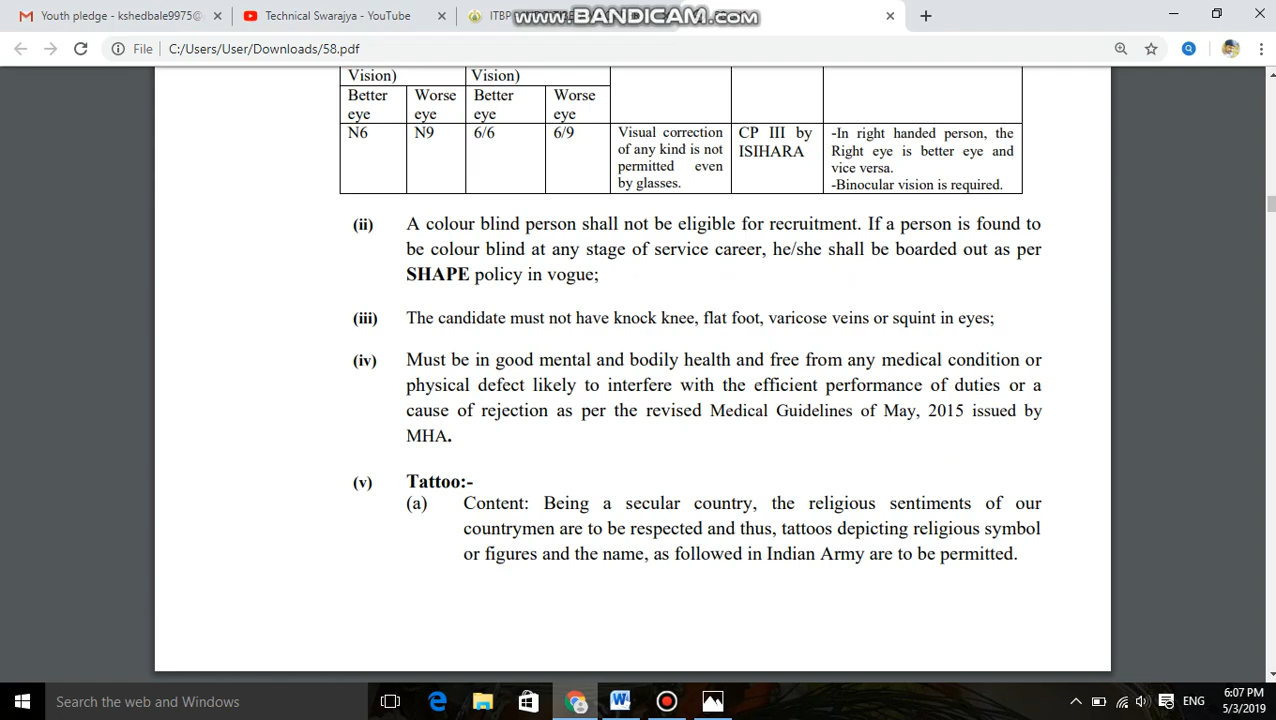 Youth pledge - kshedbale9975@
Technical Swarajya - YouTube
ITBP
www.BANDICAM.com
File C:/Users/User/Downloads/58.pdf
Vision) Vision)
Better eye Worse eye Better eye Worse eye
N6 N9 6/6 6/9
Visual correction
of any kind is not
permitted even
by glasses.
CP III by
ISIHARA
-In right handed person, the
Right eye is better eye and
vice versa.
-Binocular vision is required.
(ii) A colour blind person shall not be eligible for recruitment. If a person is found to
be colour blind at any stage of service career, he/she shall be boarded out as per
SHAPE policy in vogue;
(iii) The candidate must not have knock knee, flat foot, varicose veins or squint in eyes;
(iv) Must be in good mental and bodily health and free from any medical condition or
physical defect likely to interfere with the efficient performance of duties or a
cause of rejection as per the revised Medical Guidelines of May, 2015 issued by
MHA.
(v) Tattoo:-
(a) Content: Being a secular country, the religious sentiments of our
countrymen are to be respected and thus, tattoos depicting religious symbol
or figures and the name, as followed in Indian Army are to be permitted.
Search the web and Windows
ENG
6:07 PM
5/3/2019